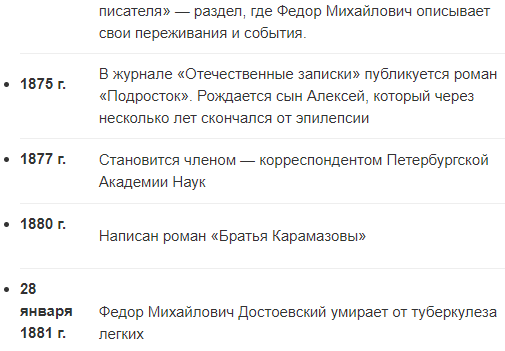 писателя» — раздел, где Федор Михайлович описывает
свои переживания и события.
1875 г.
В журнале «Отечественные записки» публикуется роман
«Подросток». Рождается сын Алексей, который через
несколько лет скончался от эпилепсии
1877 г.
Становится членом — корреспондентом Петербургской
Академии Наук
1880 г.
Написан роман «Братья Карамазовы»
28
января
1881 г.
Федор Михайлович Достоевский умирает от туберкулеза
легких